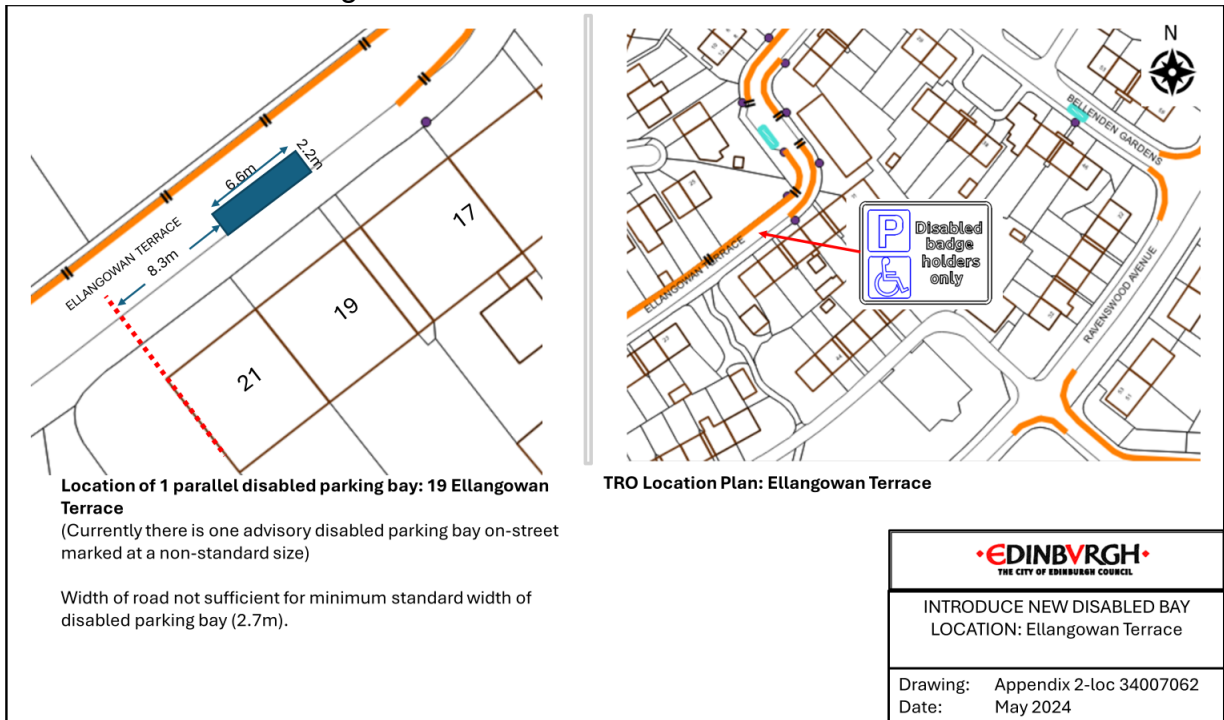 6.6m
2.2m
ELLANGOWAN TERRACE
8.3m
17
19
21
Location of 1 parallel disabled parking bay: 19 Ellangowan
Terrace
(Currently there is one advisory disabled parking bay on-street
marked at a non-standard size)
Width of road not sufficient for minimum standard width of
disabled parking bay (2.7m).
N
BELLENDEN GARDENS
ELLANGOWAN TERRACE
RAVENSWOOD AVENUE
P
Disabled
badge
holders
only
TRO Location Plan: Ellangowan Terrace
EDINBVRGH
THE CITY OF EDINBURGH COUNCIL
INTRODUCE NEW DISABLED BAY
LOCATION: Ellangowan Terrace
Drawing: Appendix 2-loc 34007062
Date: May 2024